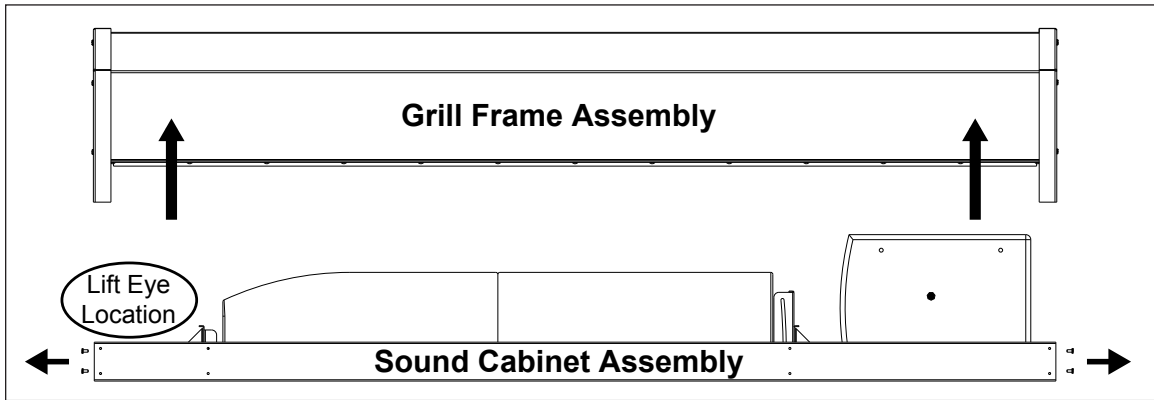 Grill Frame Assembly
Lift Eye
Location
Sound Cabinet Assembly